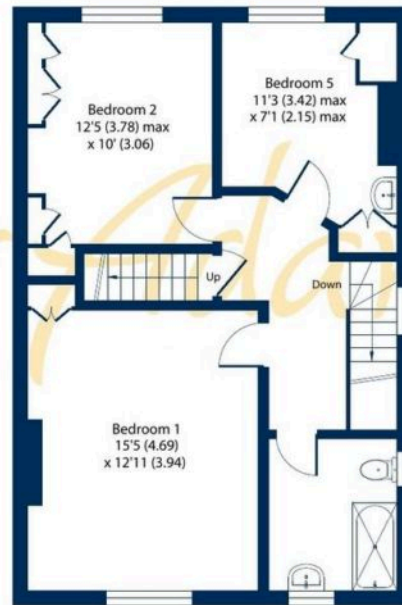 Bedroom 2
12'5 (3.78) max
x 10' (3.06)
Bedroom 5
11'3 (3.42) max
x 7'1 (2.15) max
Up
Down
Bedroom 1
15'5 (4.69)
x 12'11 (3.94)